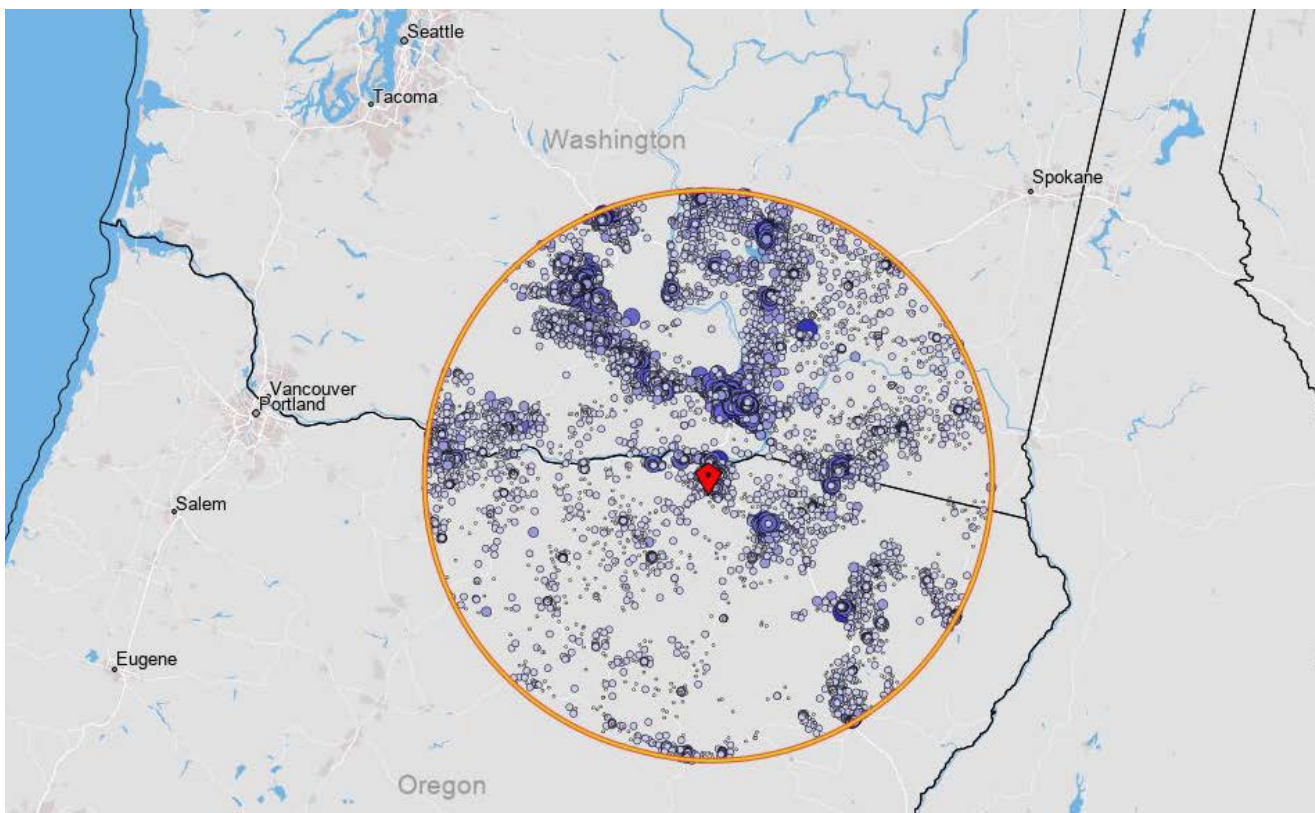 Seattle
Tacoma
Washington
Spokane
Vancouver
Portland
Salem
Eugene
Oregon